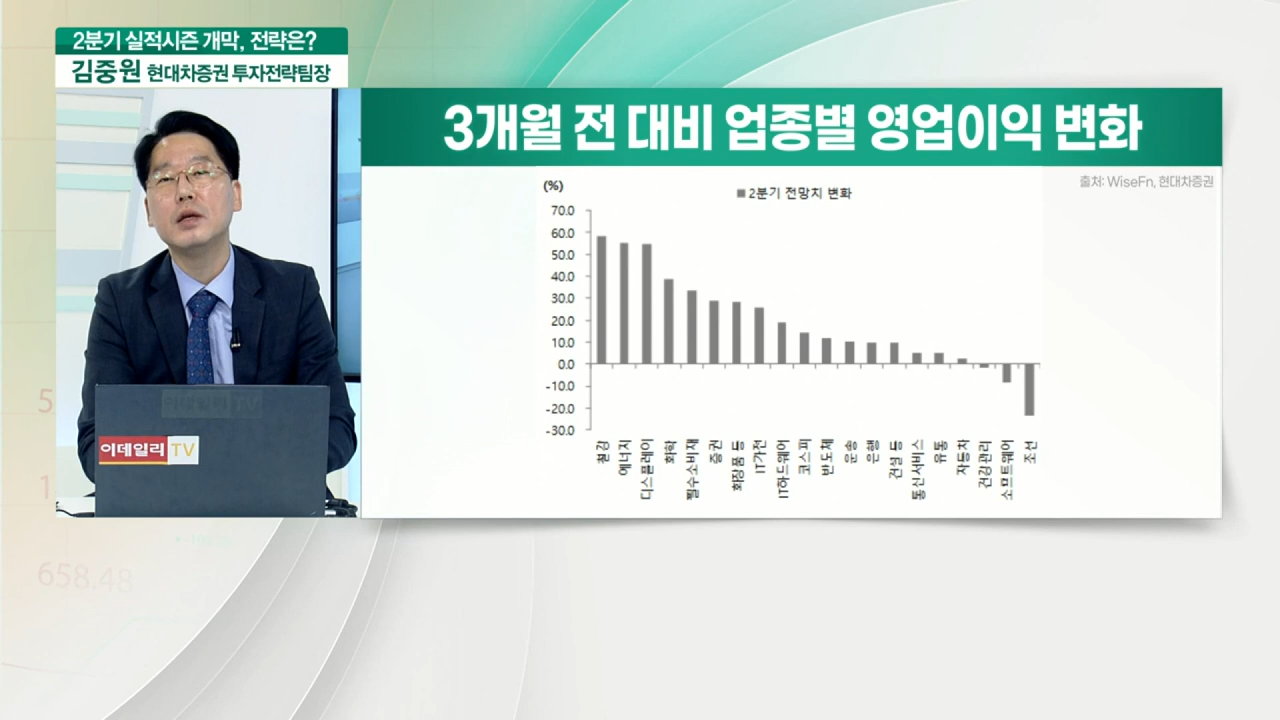 2분기 실적시즌 개막, 전략은?
김중원 현대차증권 투자전략팀장
3개월 전 대비 업종별 영업이익 변화
출처: WiseFn, 현대차증권
(%)
2분기 전망치 변화
70.0
60.0
50.0
40.0
30.0
20.0
10.0
0.0
-10.0
-20.0
-30.0
철강
에너지
디스플레이
화학
필수소비재
증권
화장품 등
IT가전
IT하드웨어
코스피
반도체
운송
은행
건설 등
통신서비스
유통
자동차
건강관리
소프트웨어
조선
이데일리 TV
이데일리 TV
658.48